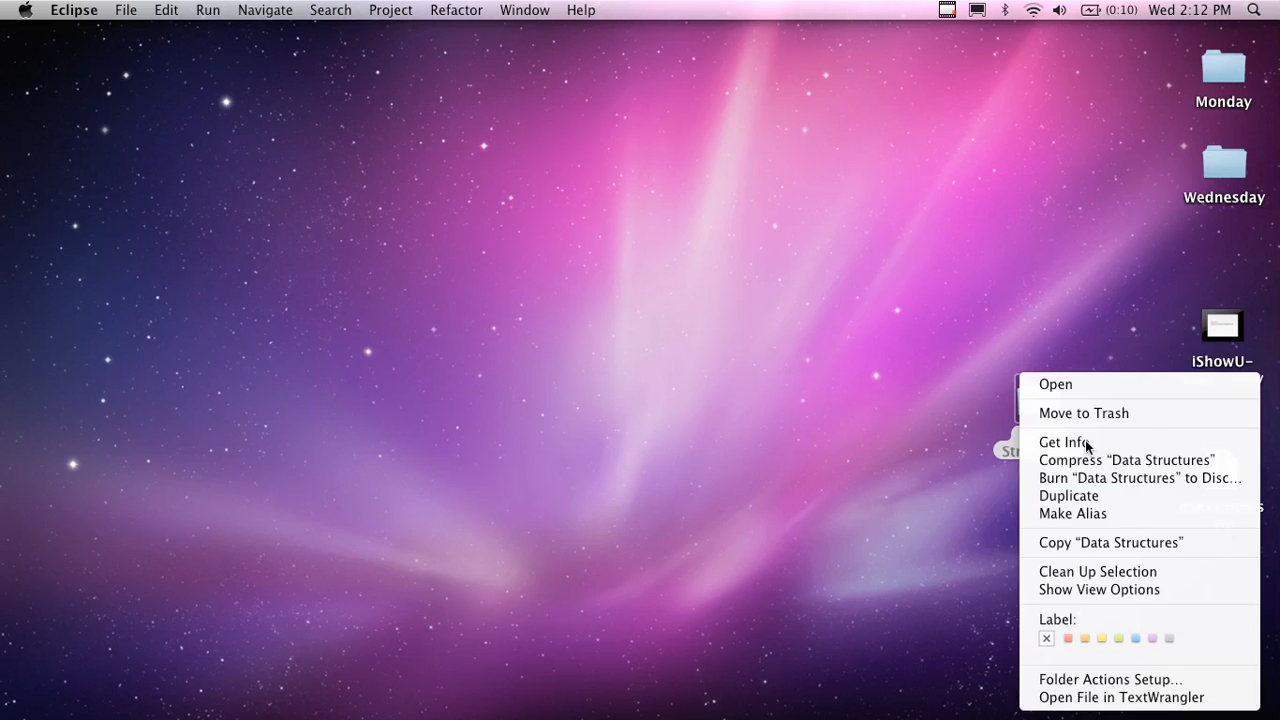 Eclipse File Edit Run Navigate Search Project Refactor Window Help (0:10) Wed 2:12 PM
Monday
Wednesday
iShowU-
Open
Move to Trash
Get Info
Compress “Data Structures”
Burn “Data Structures” to Disc...
Duplicate
Make Alias
Copy “Data Structures”
Clean Up Selection
Show View Options
Label:
Folder Actions Setup...
Open File in TextWrangler